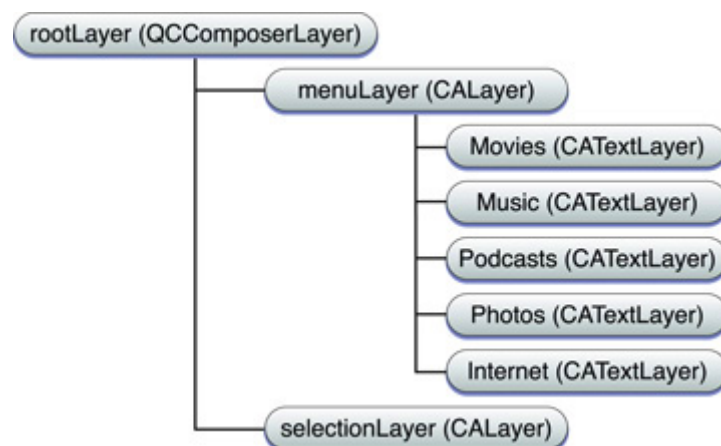 rootLayer (QCComposerLayer)
menuLayer (CALayer)
Movies (CATextLayer)
Music (CATextLayer)
Podcasts (CATextLayer)
Photos (CATextLayer)
Internet (CATextLayer)
selectionLayer (CALayer)